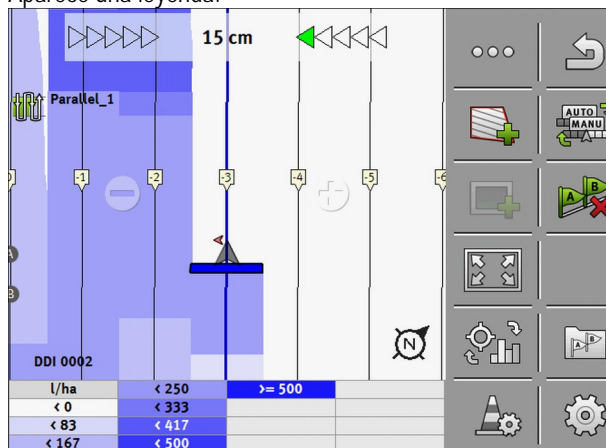 Aparece una leyenda:
15 cm
Parallel_1
0
-1
-2
-3
-4
-5
-6
A
B
DDI 0002
l/ha < 250 >= 500
< 0 < 333
< 83 < 417
< 167 < 500
AUTO
MANU
A B
A B
N